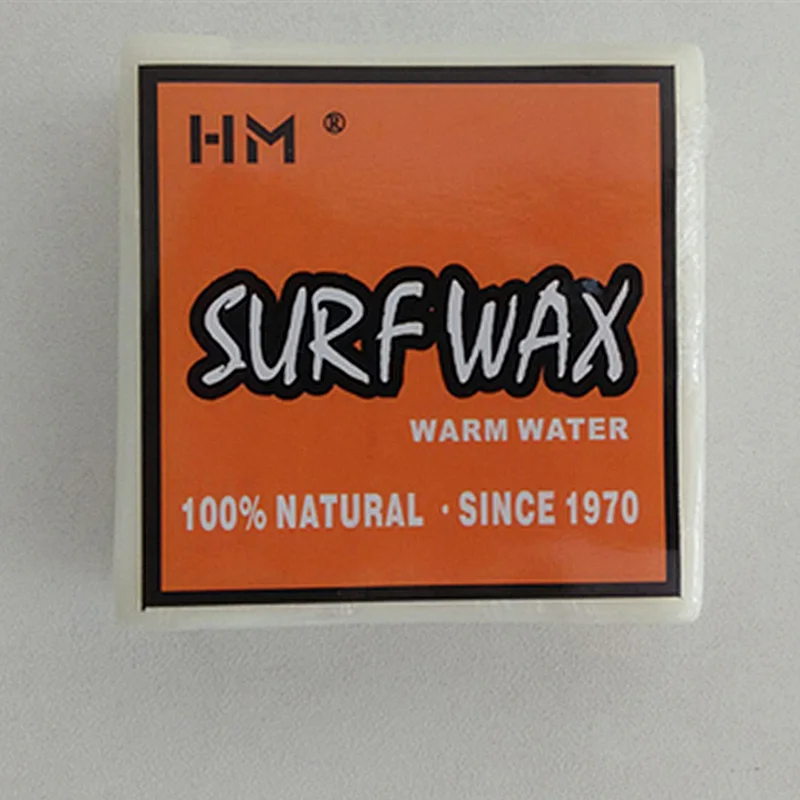 HM ®
SURF WAX
WARM WATER
100% NATURAL · SINCE 1970